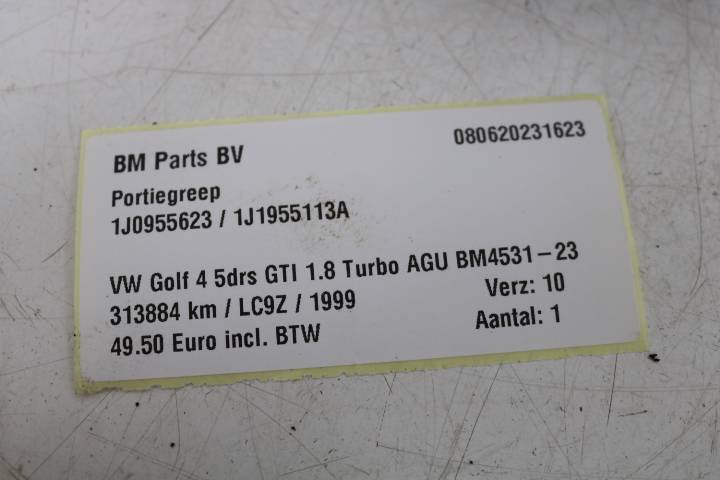 BM Parts BV 080620231623
Portiegreep
1J0955623 / 1J1955113A
VW Golf 4 5drs GTI 1.8 Turbo AGU BM4531-23
313884 km / LC9Z / 1999 Verz: 10
49.50 Euro incl. BTW Aantal: 1